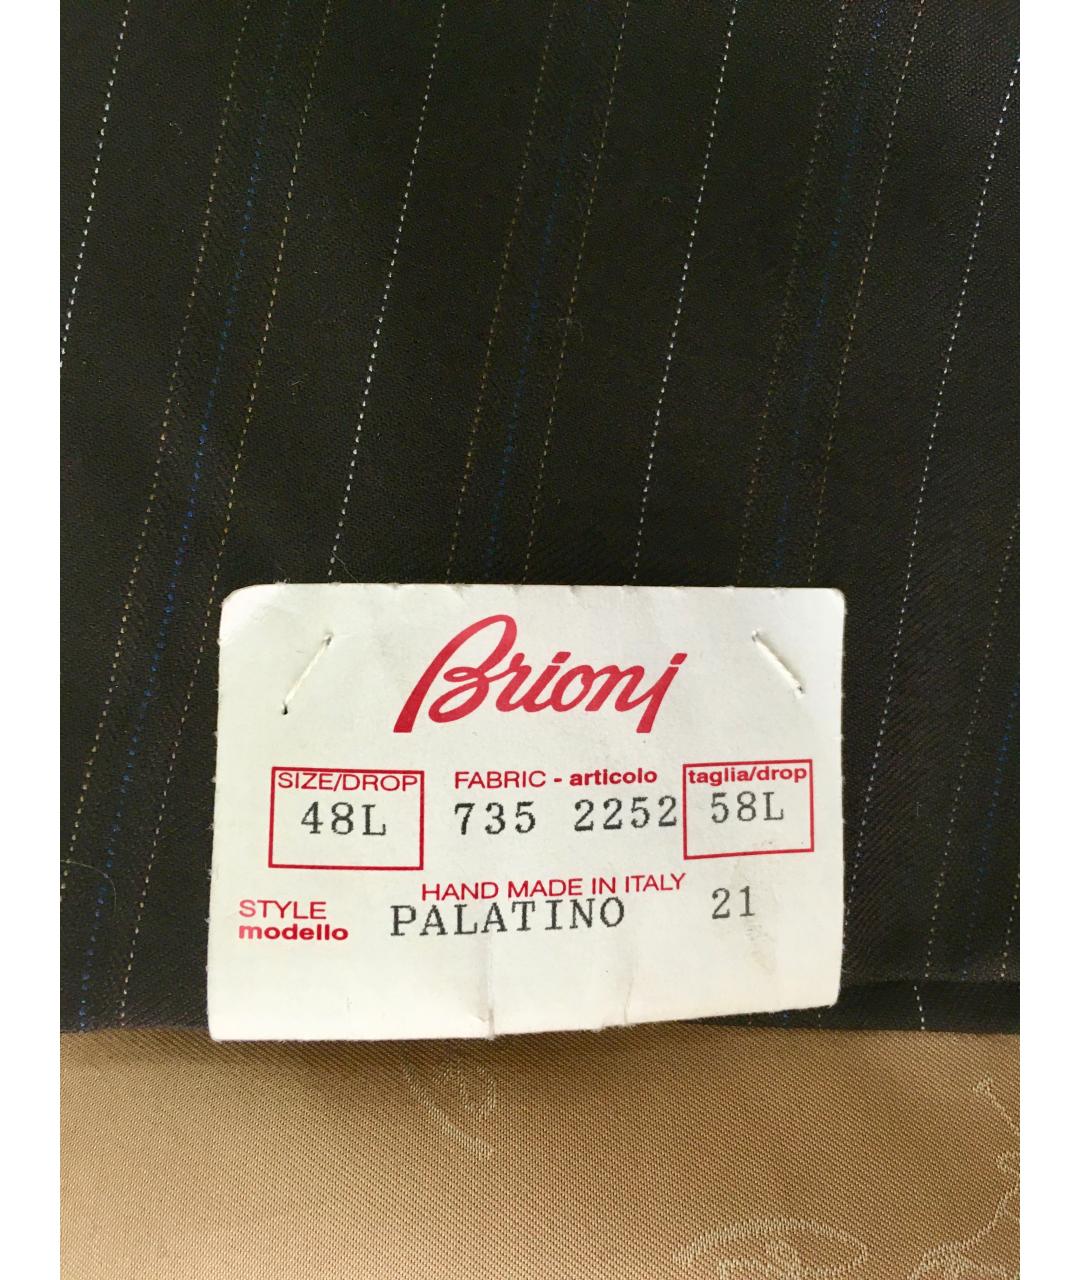 Brioni
SIZE/DROP FABRIC - articolo taglia/drop
48L 735 2252 58L
HAND MADE IN ITALY
STYLE PALATINO 21
modello